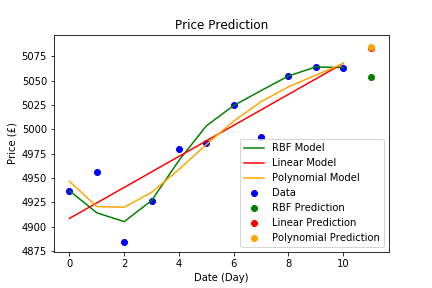 Price Prediction
Price (£)
5075
5050
5025
5000
4975
4950
4925
4900
4875
RBF Model
Linear Model
Polynomial Model
Data
RBF Prediction
Linear Prediction
Polynomial Prediction
0 2 4 6 8 10
Date (Day)